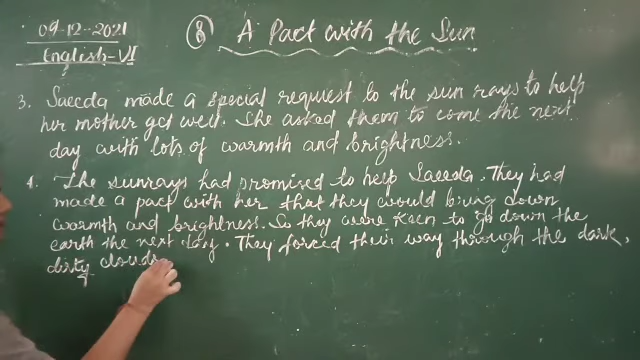 09-12-2021
English-VI
8 A Pact with the Sun
3. Saeeda made a special request to the sun rays to help
her mother get well. She asked them to come the next
day with lots of warmth and brightness.
4. The sunrays had promised to help Saeeda. They had
made a pact with her that they would bring down
warmth and brightness. So they were keen to go down the
earth the next day. They forced their way through the dark,
dirty clouds